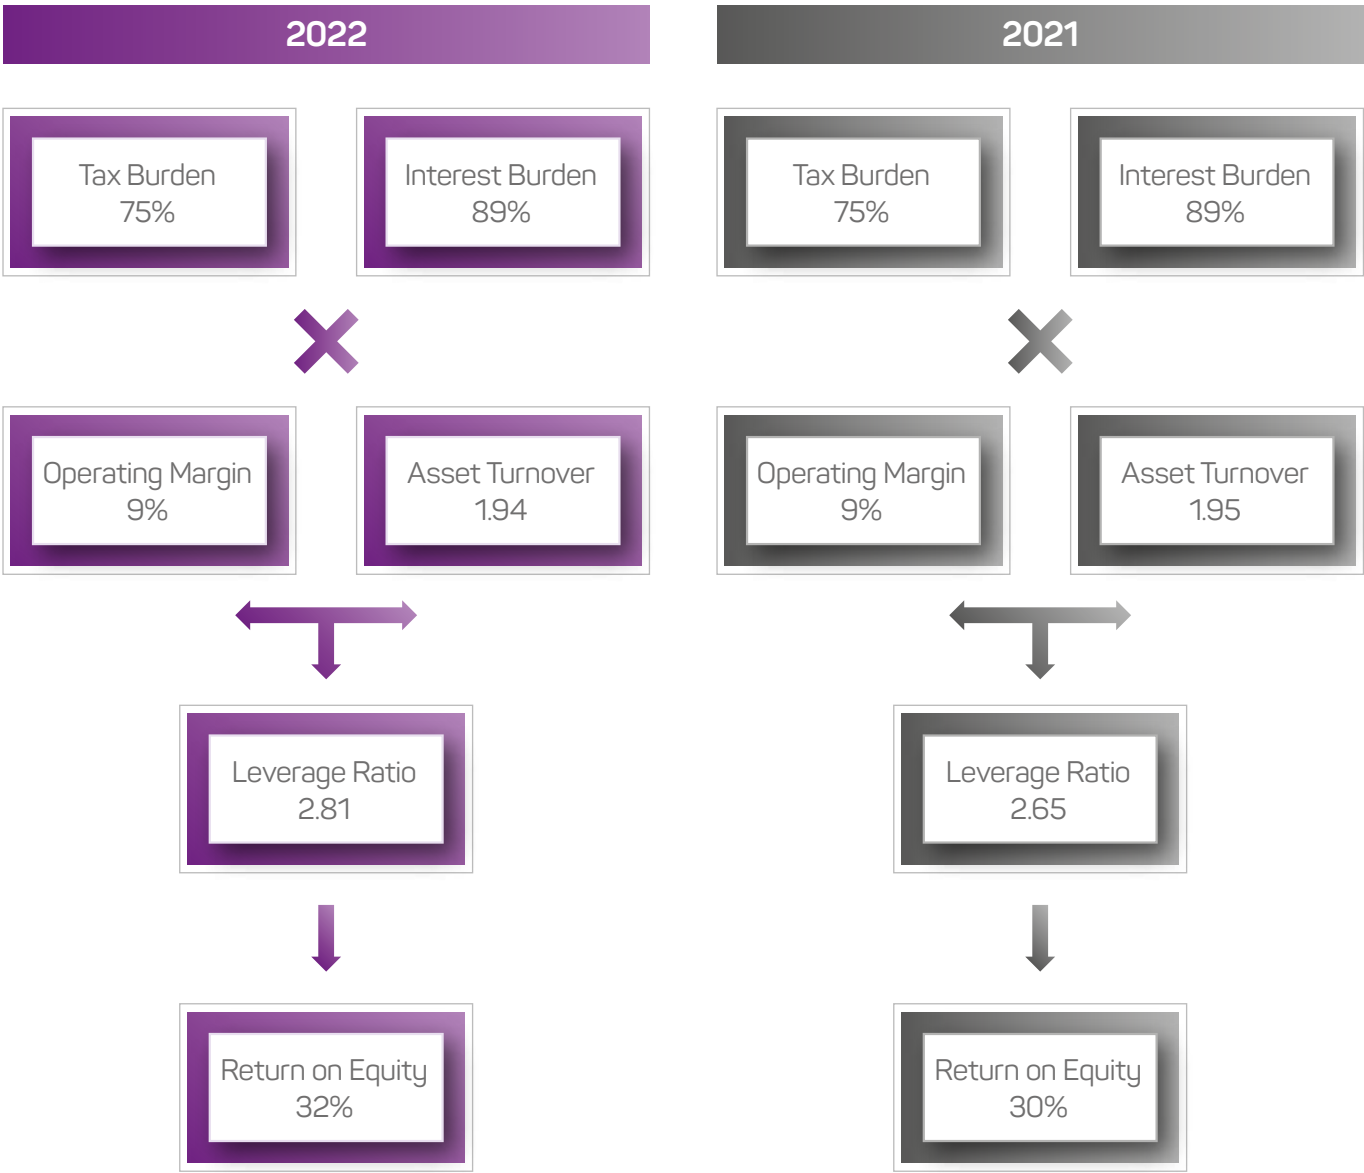 2022
Tax Burden
75%
Interest Burden
89%
Operating Margin
9%
Asset Turnover
1.94
Leverage Ratio
2.81
Return on Equity
32%
2021
Tax Burden
75%
Interest Burden
89%
Operating Margin
9%
Asset Turnover
1.95
Leverage Ratio
2.65
Return on Equity
30%